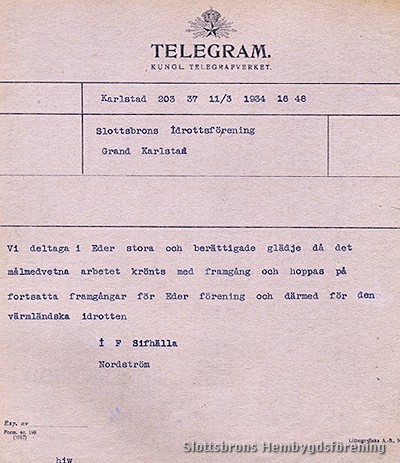 TELEGRAM.
KUNGL. TELEGRAFVERKET.
Karlstad 203 37 11/3 1934 16 48
Slottsbrons Idrottsförening
Grand Karlstad
Vi deltaga i Eder stora och berättigade glädje då det
målmedvetna arbetet krönts med framgång och hoppas på
fortsatta framgångar för Eder förening och därmed för den
värmländska idrotten
I F Sifhälla
Nordström
Exp. av
Form. nr 190
(1917)
A.-B.
Slottsbrons Hembygdsförening
hiw